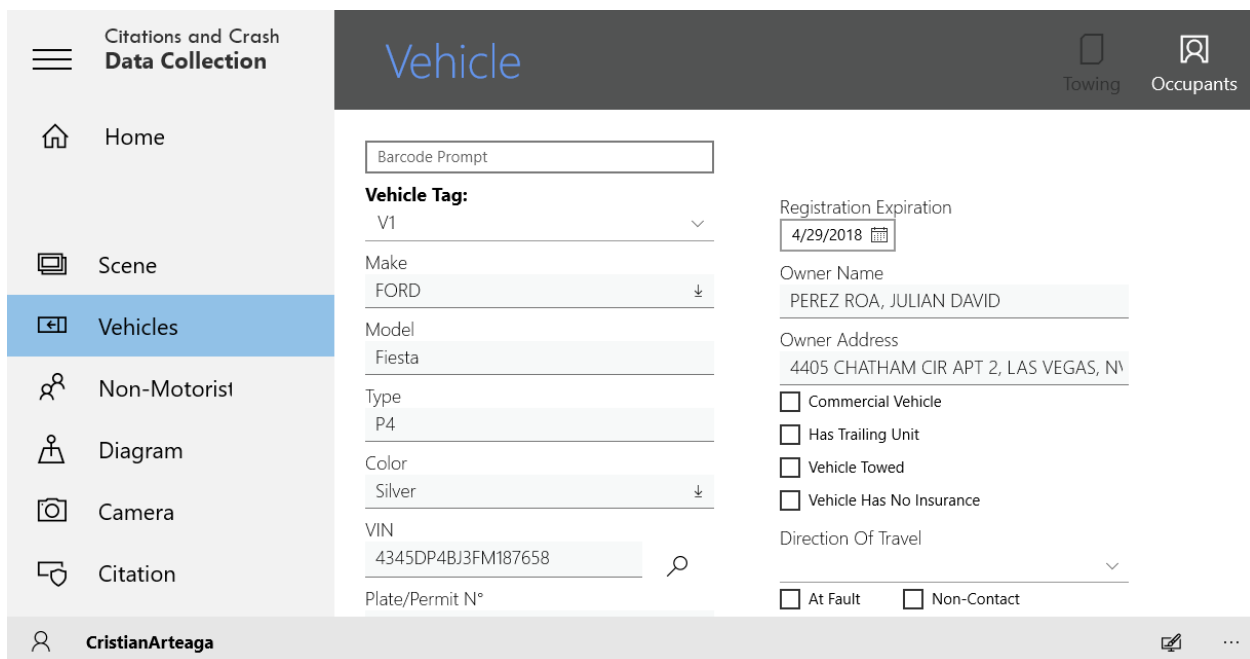 Citations and Crash
Data Collection
Home
Scene
Vehicles
Non-Motorist
Diagram
Camera
Citation
Vehicle
Towing
Occupants
Barcode Prompt
Vehicle Tag:
V1
Make
FORD
Model
Fiesta
Type
P4
Color
Silver
VIN
4345DP4BJ3FM187658
Plate/Permit N°
Registration Expiration
4/29/2018
Owner Name
PEREZ ROA, JULIAN DAVID
Owner Address
4405 CHATHAM CIR APT 2, LAS VEGAS, NV
Commercial Vehicle
Has Trailing Unit
Vehicle Towed
Vehicle Has No Insurance
Direction Of Travel
At Fault
Non-Contact
CristianArteaga
...